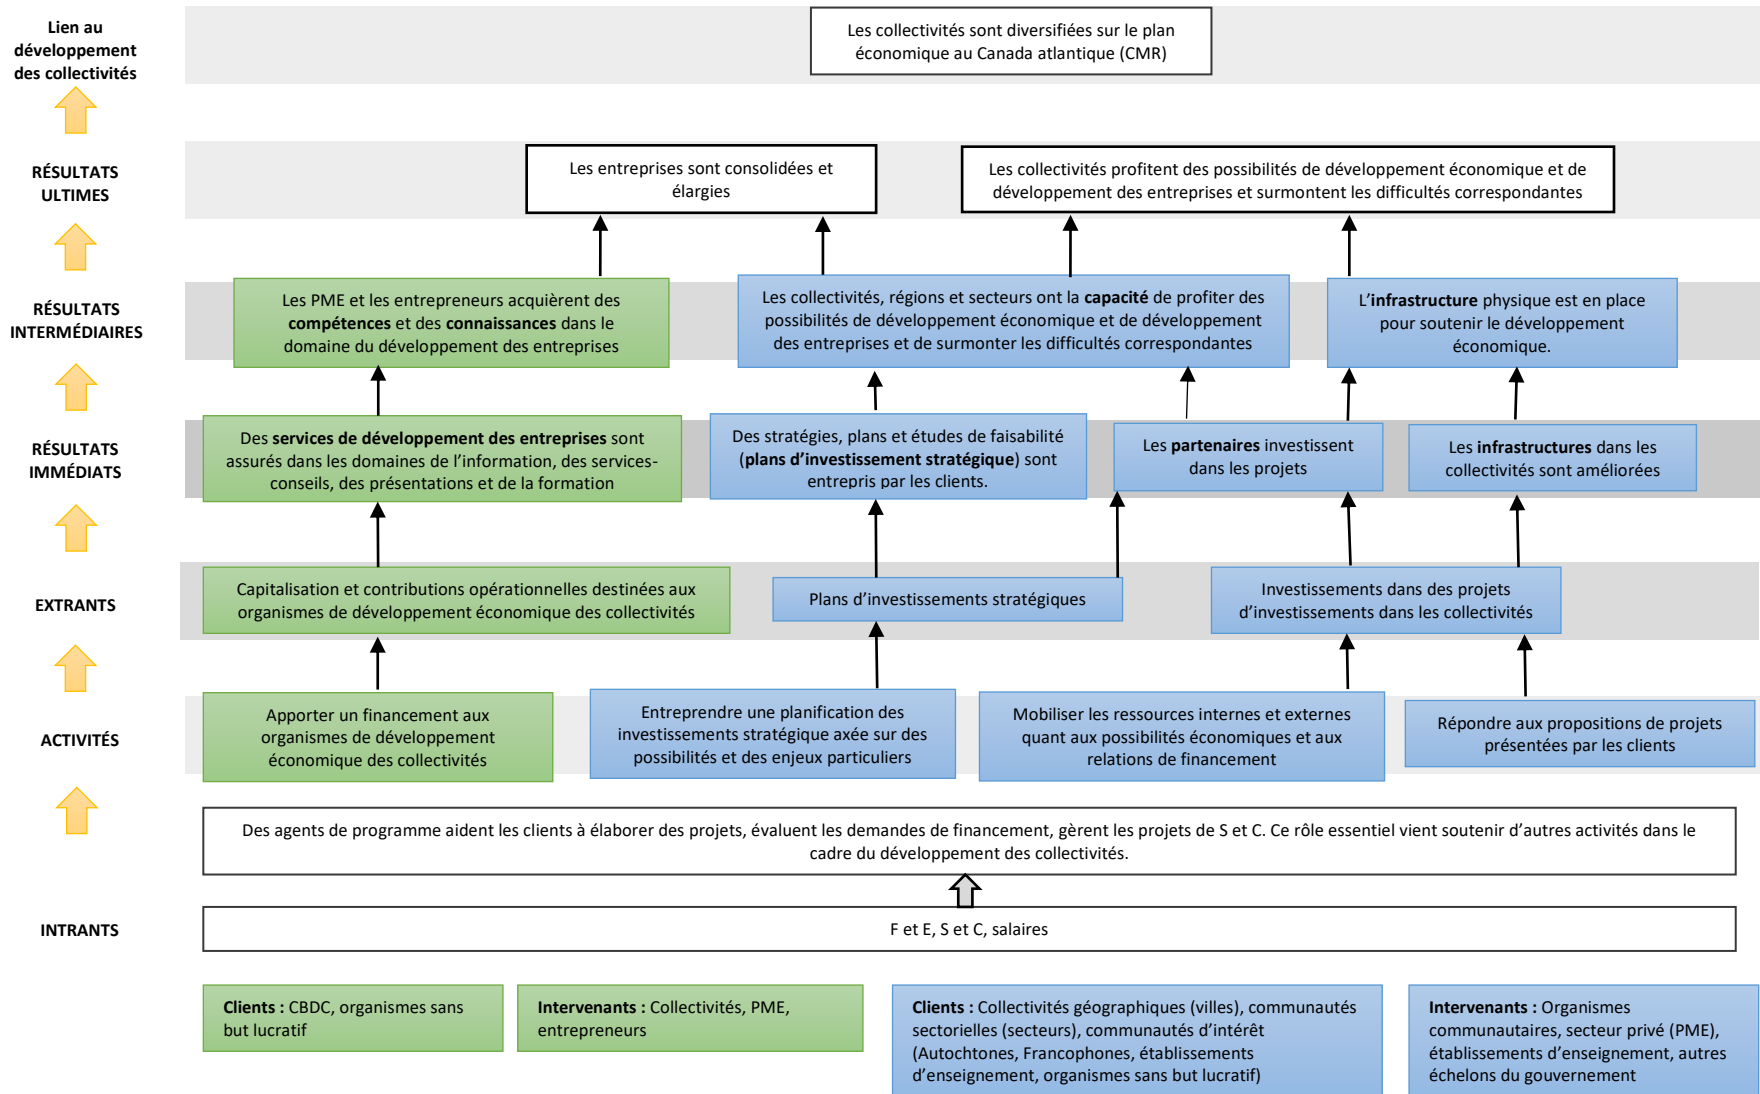 Lien au
développement
des collectivités
Les collectivités sont diversifiées sur le plan
économique au Canada atlantique (CMR)
RÉSULTATS
ULTIMES
Les entreprises sont consolidées et
élargies
Les collectivités profitent des possibilités de développement économique et de
développement des entreprises et surmontent les difficultés correspondantes
RÉSULTATS
INTERMÉDIAIRES
Les PME et les entrepreneurs acquièrent des
compétences et des connaissances dans le
domaine du développement des entreprises
Les collectivités, régions et secteurs ont la capacité de profiter des
possibilités de développement économique et de développement
des entreprises et de surmonter les difficultés correspondantes
L’infrastructure physique est en place
pour soutenir le développement
économique.
RÉSULTATS
IMMÉDIATS
Des services de développement des entreprises sont
assurés dans les domaines de l’information, des services-
conseils, des présentations et de la formation
Des stratégies, plans et études de faisabilité
(plans d’investissement stratégique) sont
entrepris par les clients.
Les partenaires investissent
dans les projets
Les infrastructures dans les
collectivités sont améliorées
EXTRANTS
Capitalisation et contributions opérationnelles destinées aux
organismes de développement économique des collectivités
Plans d’investissements stratégiques
Investissements dans des projets
d’investissements dans les collectivités
ACTIVITÉS
Apporter un financement aux
organismes de développement
économique des collectivités
Entreprendre une planification des
investissements stratégique axée sur des
possibilités et des enjeux particuliers
Mobiliser les ressources internes et externes
quant aux possibilités économiques et aux
relations de financement
Répondre aux propositions de projets
présentées par les clients
Des agents de programme aident les clients à élaborer des projets, évaluent les demandes de financement, gèrent les projets de S et C. Ce rôle essentiel vient soutenir d’autres activités dans le
cadre du développement des collectivités.
INTRANTS
F et E, S et C, salaires
Clients : CBDC, organismes sans
but lucratif
Intervenants : Collectivités, PME,
entrepreneurs
Clients : Collectivités géographiques (villes), communautés
sectorielles (secteurs), communautés d’intérêt
(Autochtones, Francophones, établissements
d’enseignement, organismes sans but lucratif)
Intervenants : Organismes
communautaires, secteur privé (PME),
établissements d’enseignement, autres
échelons du gouvernement